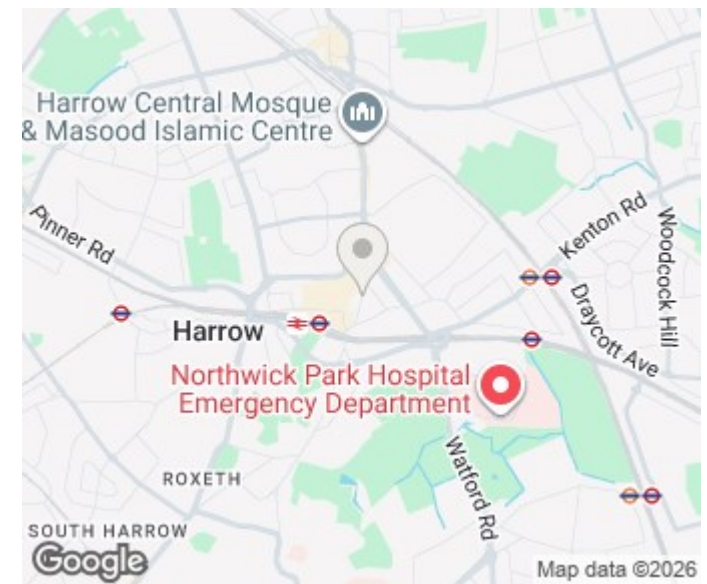 Harrow Central Mosque
& Masood Islamic Centre
Pinner Rd
Kenton Rd
Woodcock Hill
Draycott Ave
Harrow
Northwick Park Hospital
Emergency Department
Watford Rd
ROXETH
SOUTH HARROW
Google
Map data ©2026